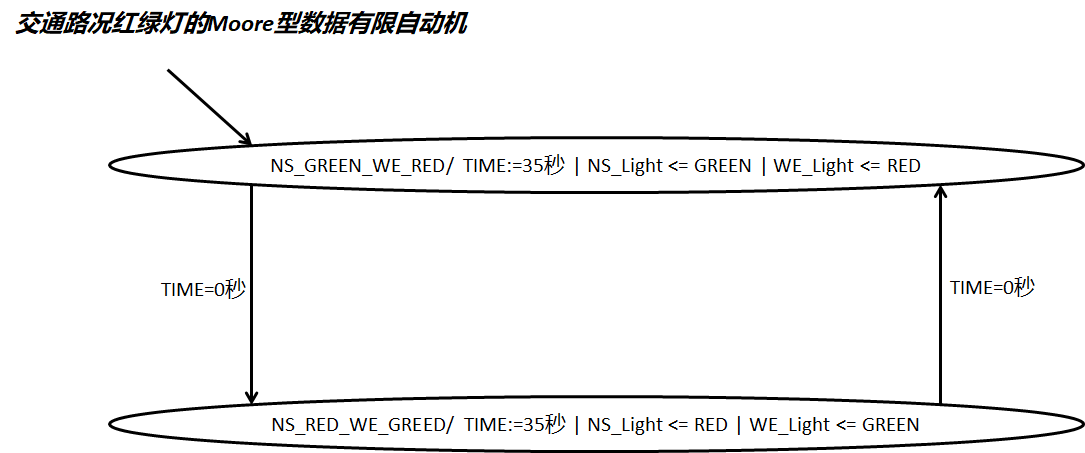 交通路况红绿灯的Moore型数据有限自动机
NS_GREEN_WE_RED/ TIME:=35秒 | NS_Light <= GREEN | WE_Light <= RED
TIME=0秒
TIME=0秒
NS_RED_WE_GREED/ TIME:=35秒 | NS_Light <= RED | WE_Light <= GREEN